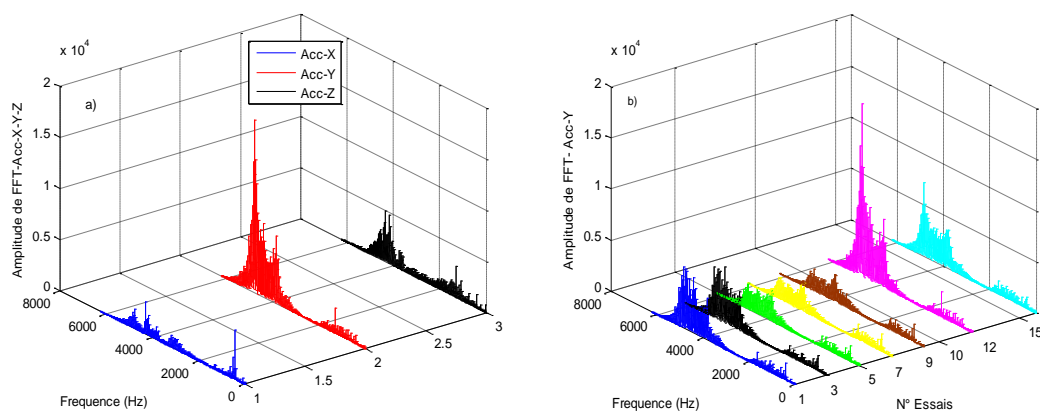 x 10⁴
2
1.5
1
0.5
0
Amplitude de FFT-Acc-X-Y-Z
a)
Acc-X
Acc-Y
Acc-Z
8000
6000
4000
2000
0
Frequence (Hz)
1
1.5
2
2.5
3
x 10⁴
2
1.5
1
0.5
0
Amplitude de FFT- Acc-Y
b)
8000
6000
4000
2000
0
Frequence (Hz)
1
3
5
7
9
10
12
15
N° Essais